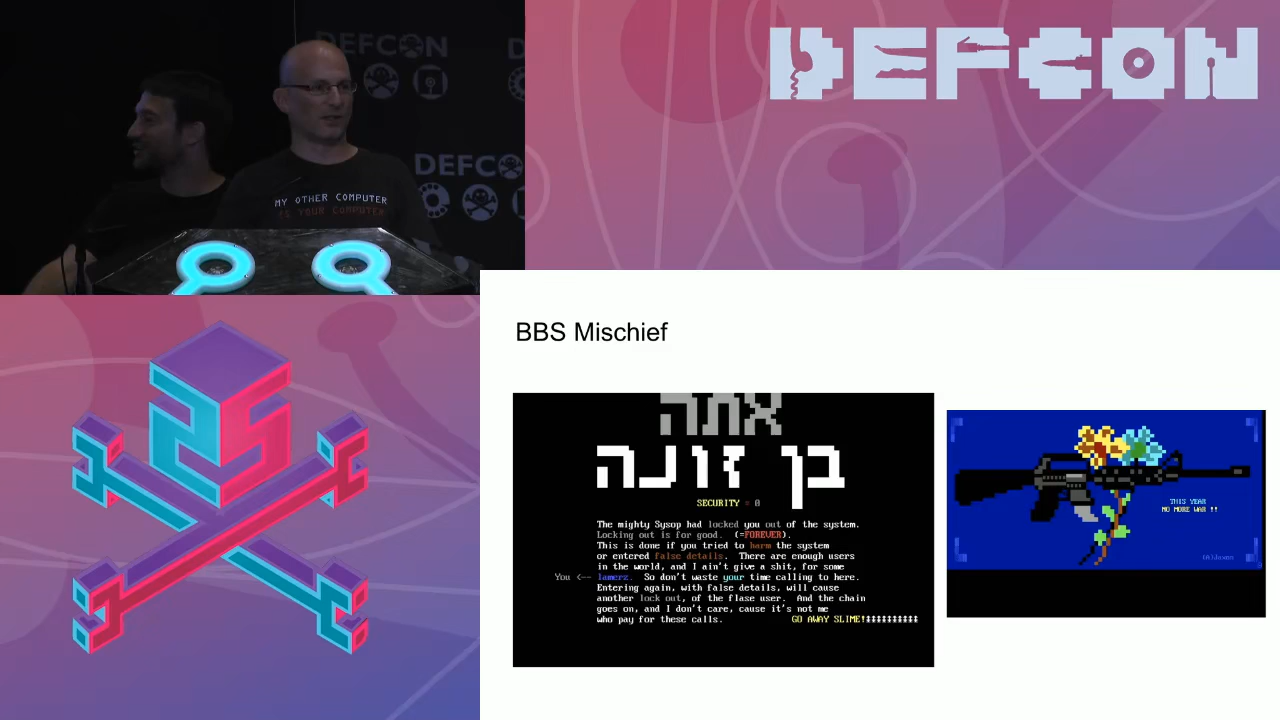 DEFCON
DEFCON
DEFCON
MY OTHER COMPUTER
IS YOUR COMPUTER
25
BBS Mischief
אתה
בן זונה
SECURITY = 0
The mighty Sysop had locked you out of the system.
Locking out is for good. (=FOREVER).
This is done if you tried to harm the system
or entered false details. There are enough users
in the world, and I ain't give a shit, for some
You <-- lamerz. So don't waste your time calling to here.
Entering again, with false details, will cause
another lock out, of the flase user. And the chain
goes on, and I don't care, cause it's not me
who pay for these calls. GO AWAY SLIME!‡‡‡‡‡‡‡‡‡‡
THIS YEAR
NO MORE WAR !!